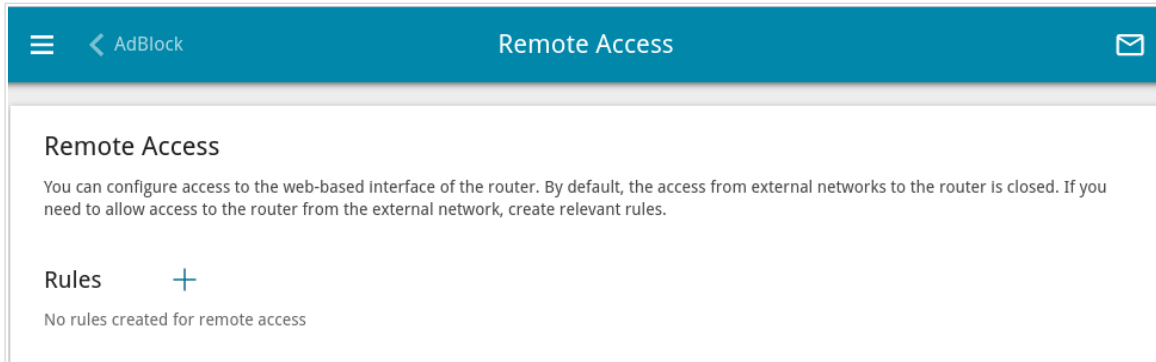 AdBlock
Remote Access
Remote Access
You can configure access to the web-based interface of the router. By default, the access from external networks to the router is closed. If you
need to allow access to the router from the external network, create relevant rules.
Rules
No rules created for remote access